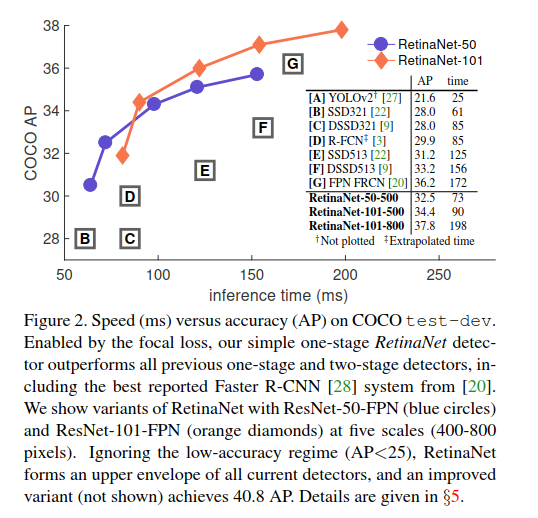 38
36
34
32
30
28
COCO AP
50
100
150
200
250
inference time (ms)
B
C
D
E
F
G
RetinaNet-50
RetinaNet-101
AP time
[A] YOLOv2† [27] 21.6 25
[B] SSD321 [22] 28.0 61
[C] DSSD321 [9] 28.0 85
[D] R-FCN‡ [3] 29.9 85
[E] SSD513 [22] 31.2 125
[F] DSSD513 [9] 33.2 156
[G] FPN FRCN [20] 36.2 172
RetinaNet-50-500 32.5 73
RetinaNet-101-500 34.4 90
RetinaNet-101-800 37.8 198
†Not plotted ‡Extrapolated time
Figure 2. Speed (ms) versus accuracy (AP) on COCO test-dev.
Enabled by the focal loss, our simple one-stage RetinaNet detec-
tor outperforms all previous one-stage and two-stage detectors, in-
cluding the best reported Faster R-CNN [28] system from [20].
We show variants of RetinaNet with ResNet-50-FPN (blue circles)
and ResNet-101-FPN (orange diamonds) at five scales (400-800
pixels). Ignoring the low-accuracy regime (AP<25), RetinaNet
forms an upper envelope of all current detectors, and an improved
variant (not shown) achieves 40.8 AP. Details are given in §5.